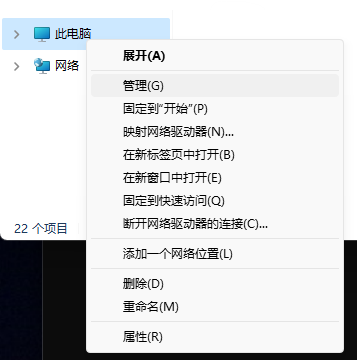 此电脑
展开(A)
网络
管理(G)
固定到“开始”(P)
映射网络驱动器(N)...
在新标签页中打开(B)
在新窗口中打开(E)
固定到快速访问(Q)
断开网络驱动器的连接(C)...
22 个项目
添加一个网络位置(L)
删除(D)
重命名(M)
属性(R)